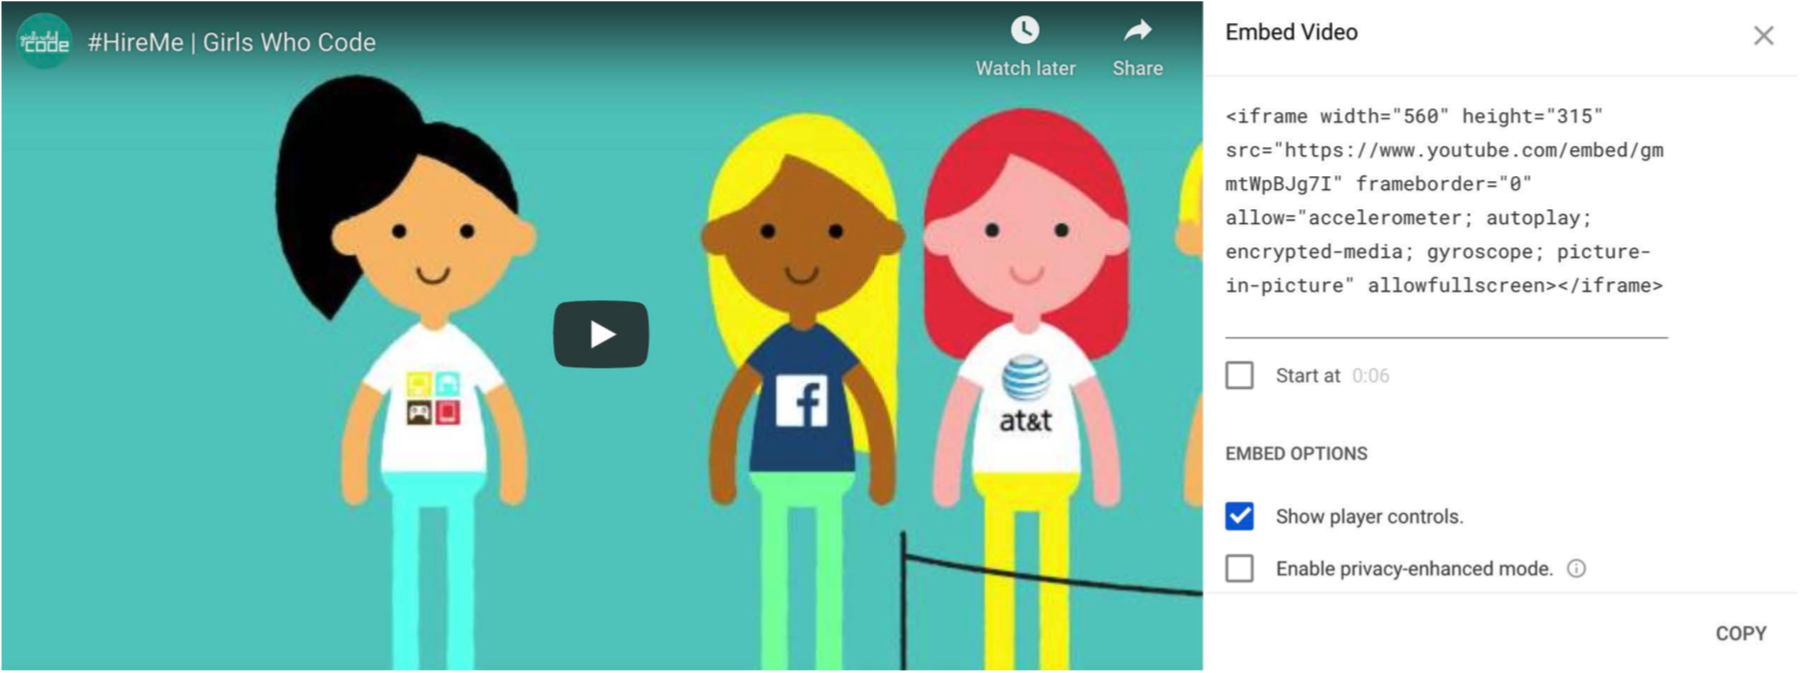 girls who
code
#HireMe | Girls Who Code
Watch later
Share
f
at&t
Embed Video
<iframe width="560" height="315"
src="https://www.youtube.com/embed/gm
mtWpBJg7I" frameborder="0"
allow="accelerometer; autoplay;
encrypted-media; gyroscope; picture-
in-picture" allowfullscreen></iframe>
Start at 0:06
EMBED OPTIONS
Show player controls.
Enable privacy-enhanced mode.
COPY